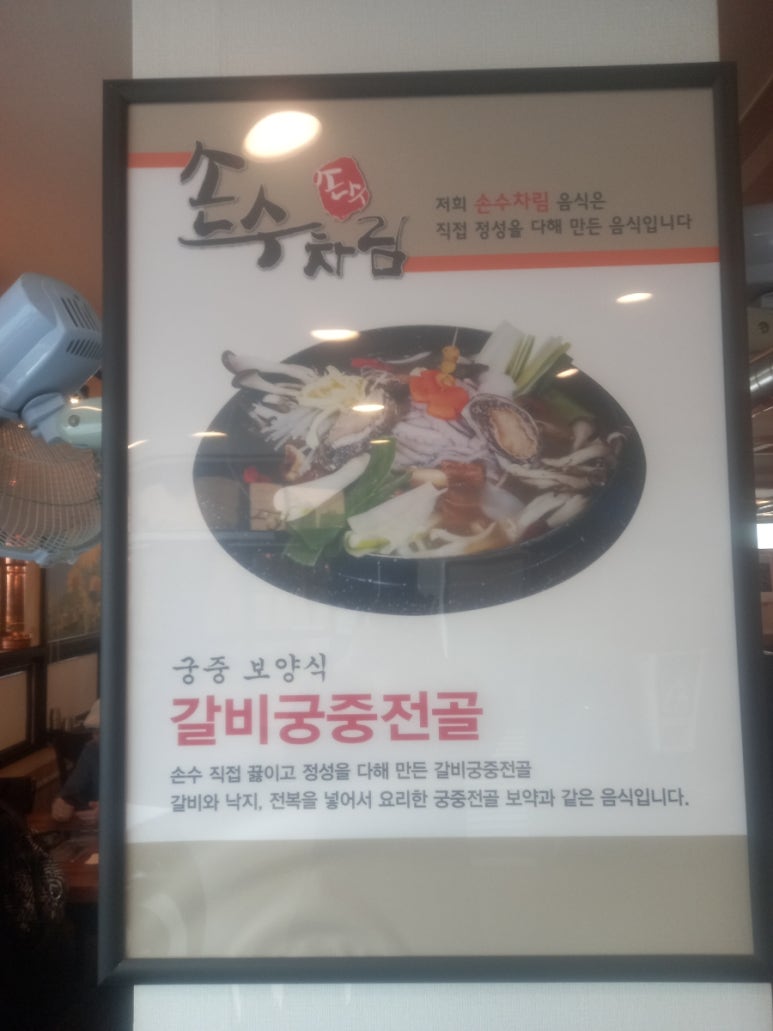 손수차림
손수
저희 손수차림 음식은
직접 정성을 다해 만든 음식입니다
궁중 보양식
갈비궁중전골
손수 직접 끓이고 정성을 다해 만든 갈비궁중전골
갈비와 낙지, 전복을 넣어서 요리한 궁중전골 보약과 같은 음식입니다.